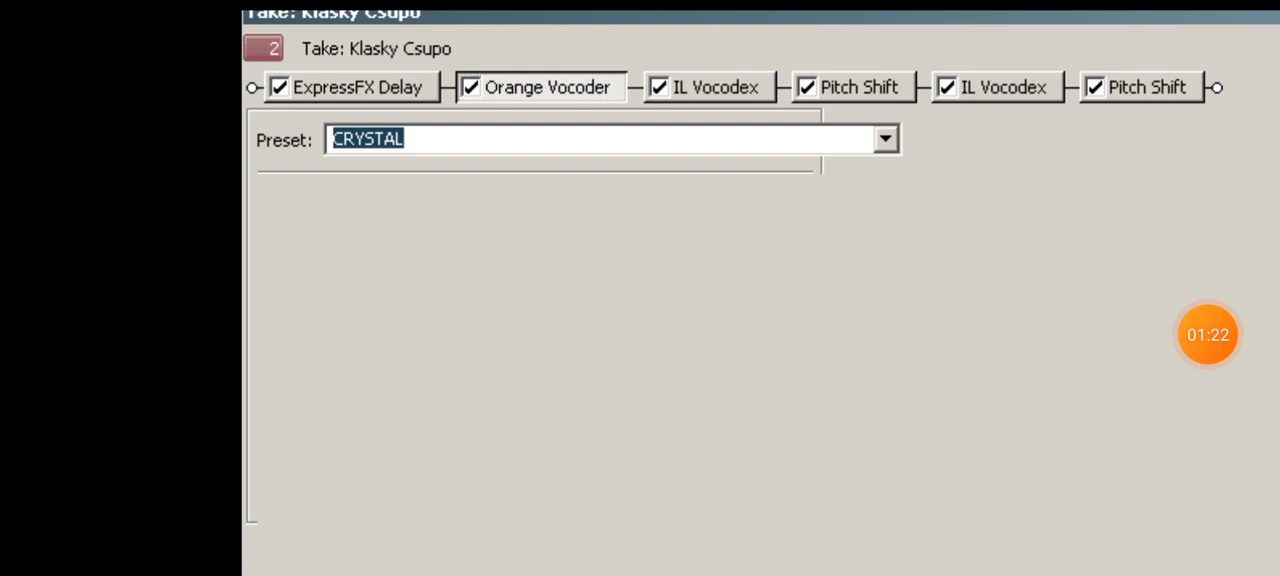 Take: Klasky Csupo
2 Take: Klasky Csupo
ExpressFX Delay Orange Vocoder IL Vocodex Pitch Shift IL Vocodex Pitch Shift
Preset: CRYSTAL
01:22